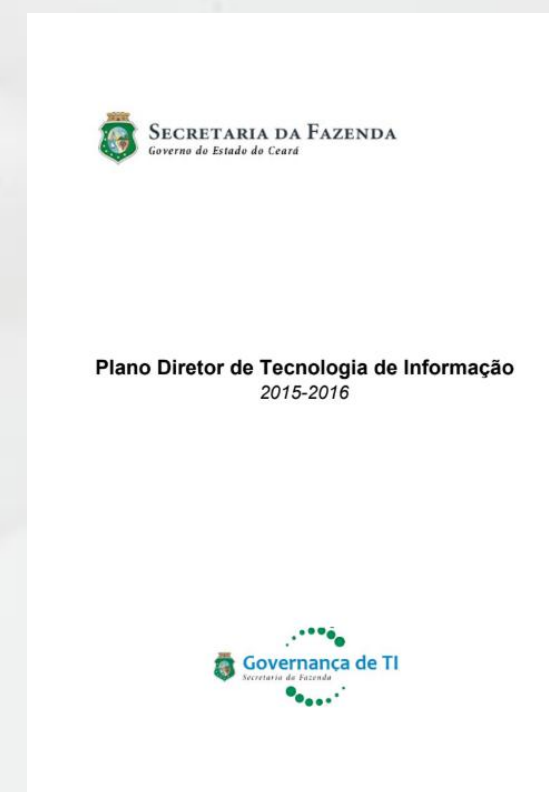 SECRETARIA DA FAZENDA
Governo do Estado do Ceará
Plano Diretor de Tecnologia de Informação
2015-2016
Governança de TI
Secretaria da Fazenda